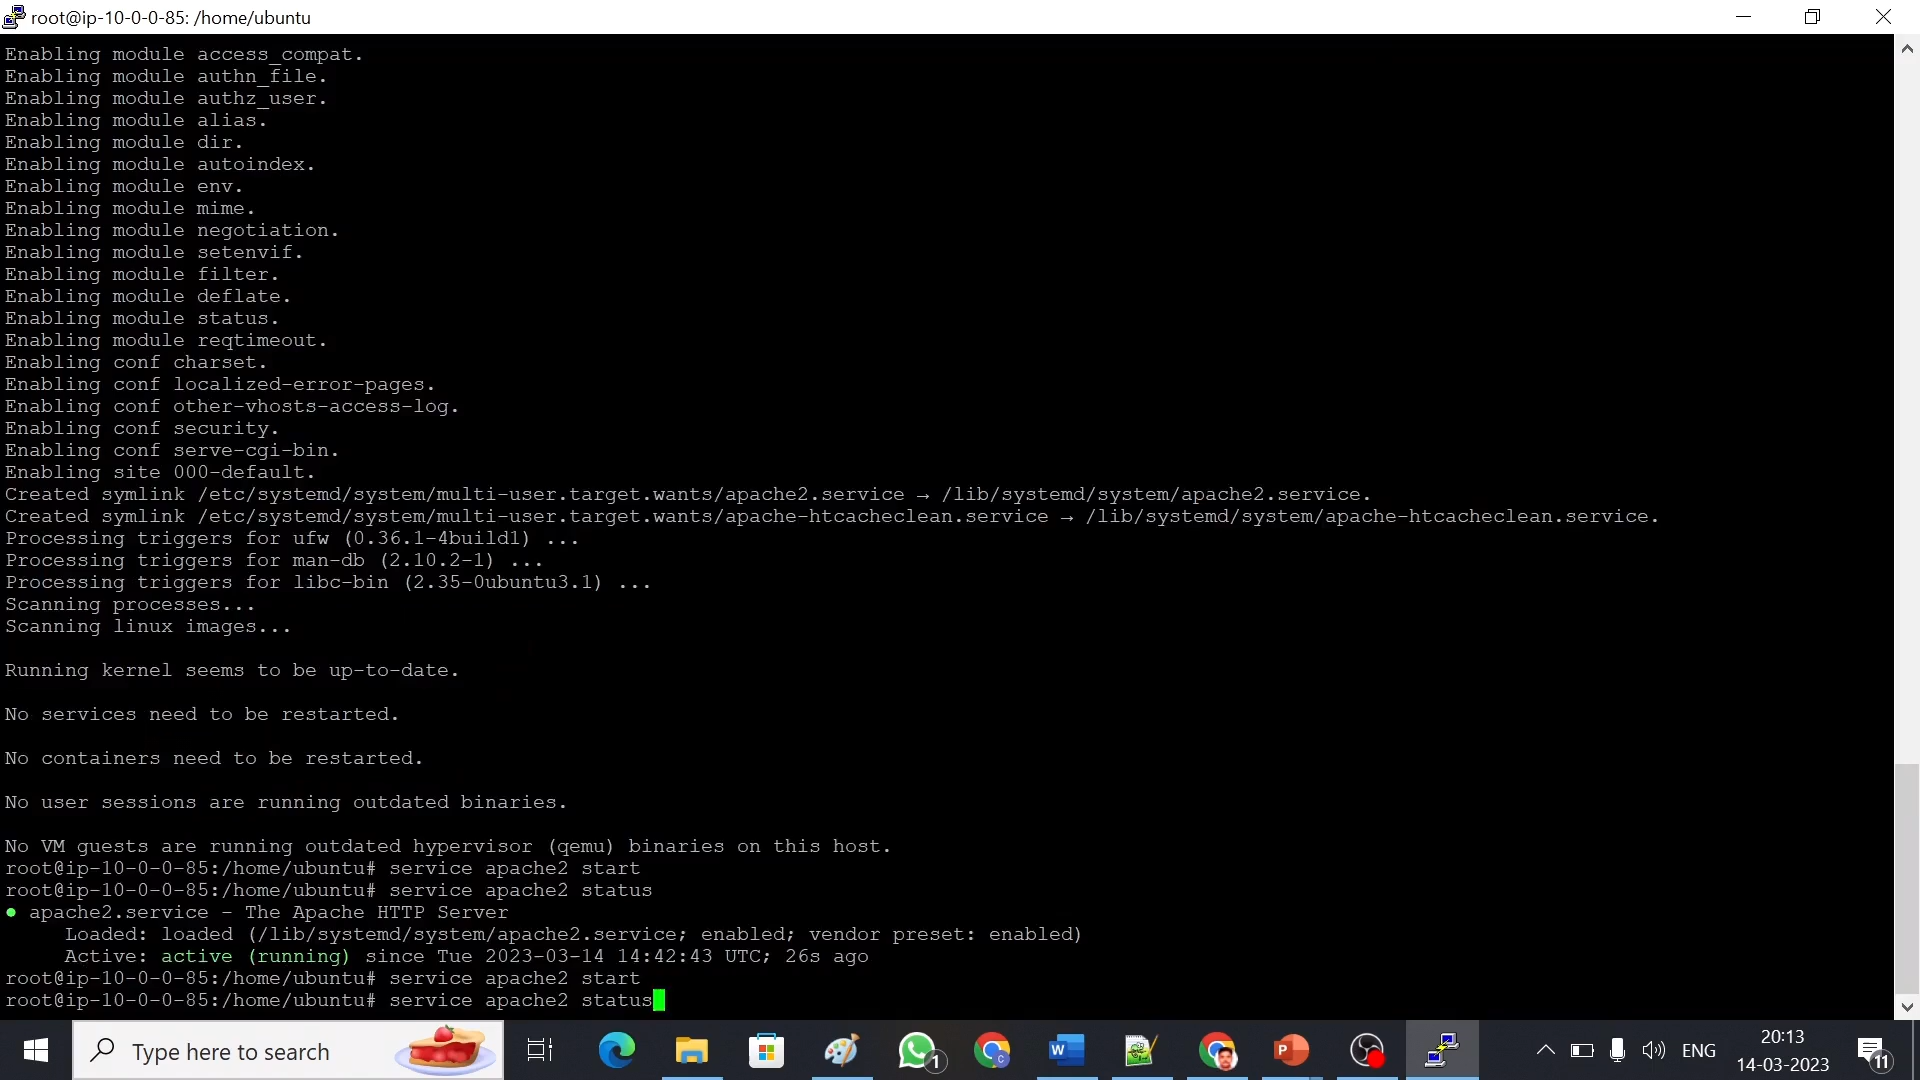 root@ip-10-0-0-85: /home/ubuntu
Enabling module access_compat.
Enabling module authn_file.
Enabling module authz_user.
Enabling module alias.
Enabling module dir.
Enabling module autoindex.
Enabling module env.
Enabling module mime.
Enabling module negotiation.
Enabling module setenvif.
Enabling module filter.
Enabling module deflate.
Enabling module status.
Enabling module reqtimeout.
Enabling conf charset.
Enabling conf localized-error-pages.
Enabling conf other-vhosts-access-log.
Enabling conf security.
Enabling conf serve-cgi-bin.
Enabling site 000-default.
Created symlink /etc/systemd/system/multi-user.target.wants/apache2.service → /lib/systemd/system/apache2.service.
Created symlink /etc/systemd/system/multi-user.target.wants/apache-htcacheclean.service → /lib/systemd/system/apache-htcacheclean.service.
Processing triggers for ufw (0.36.1-4build1) ...
Processing triggers for man-db (2.10.2-1) ...
Processing triggers for libc-bin (2.35-0ubuntu3.1) ...
Scanning processes...
Scanning linux images...
Running kernel seems to be up-to-date.
No services need to be restarted.
No containers need to be restarted.
No user sessions are running outdated binaries.
No VM guests are running outdated hypervisor (qemu) binaries on this host.
root@ip-10-0-0-85:/home/ubuntu# service apache2 start
root@ip-10-0-0-85:/home/ubuntu# service apache2 status
● apache2.service - The Apache HTTP Server
Loaded: loaded (/lib/systemd/system/apache2.service; enabled; vendor preset: enabled)
Active: active (running) since Tue 2023-03-14 14:42:43 UTC; 26s ago
root@ip-10-0-0-85:/home/ubuntu# service apache2 start
root@ip-10-0-0-85:/home/ubuntu# service apache2 status
Type here to search
1
C
W
P
ENG
20:13
14-03-2023
11